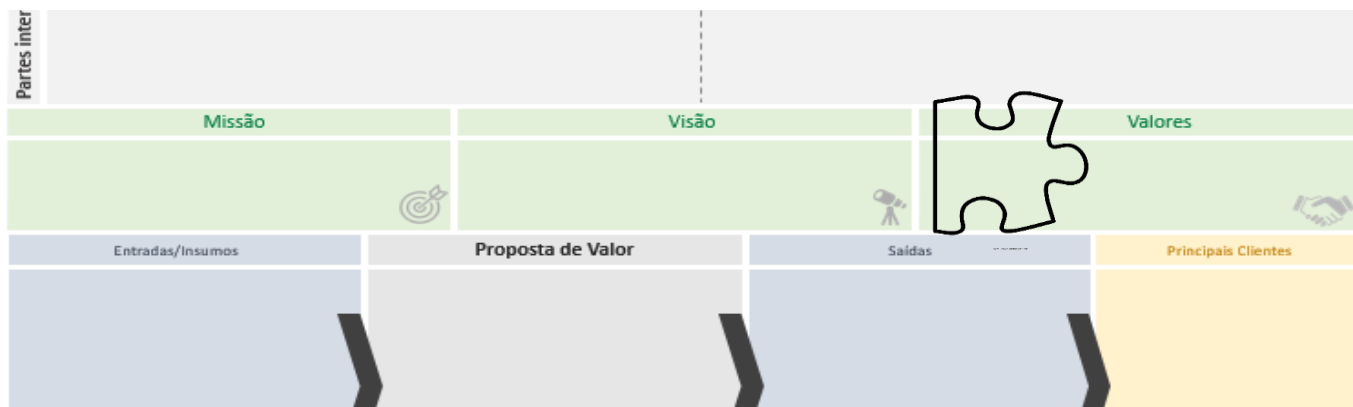 Partes inter
Missão
Visão
Valores
Entradas/Insumos
Proposta de Valor
Saídas
Principais Clientes